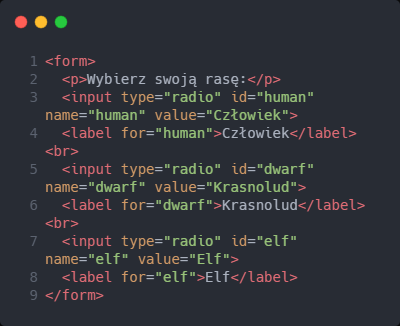 1 <form>
2 <p>Wybierz swoją rasę:</p>
3 <input type="radio" id="human"
name="human" value="Człowiek">
4 <label for="human">Człowiek</label>
<br>
5 <input type="radio" id="dwarf"
name="dwarf" value="Krasnolud">
6 <label for="dwarf">Krasnolud</label>
<br>
7 <input type="radio" id="elf"
name="elf" value="Elf">
8 <label for="elf">Elf</label>
9 </form>